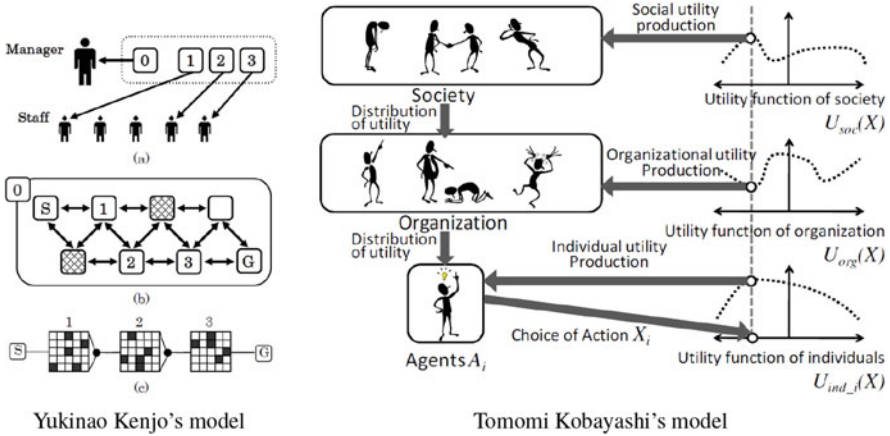 Manager
0
1
2
3
Staff
(a)
0
S
1
2
3
G
(b)
1
2
3
S
G
(c)
Yukinao Kenjo's model
Social utility
production
Society
Utility function of society
U_soc(X)
Distribution
of utility
Organizational utility
Production
Organization
Utility function of organization
U_org(X)
Distribution
of utility
Individual utility
Production
Choice of Action X_i
Agents A_i
Utility function of individuals
U_ind_i(X)
Tomomi Kobayashi's model